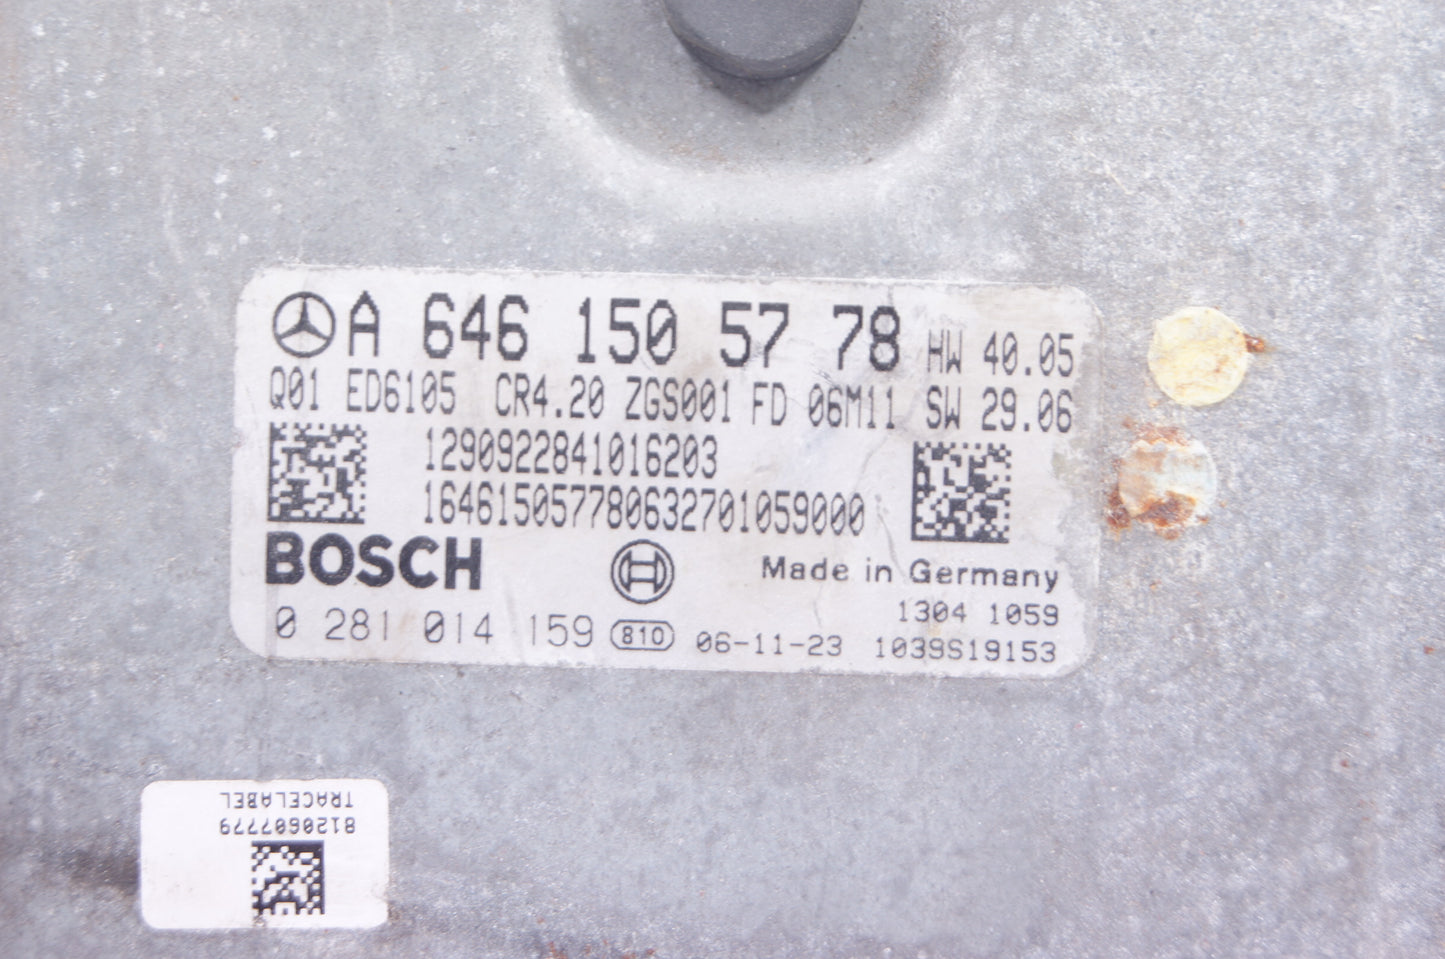 A 646 150 57 78 HW 40.05
Q01 ED6105 CR4.20 ZGS001 FD 06M11 SW 29.06
1290922841016203
164615057780632701059000
BOSCH
Made in Germany
1304 1059
0 281 014 159 810 06-11-23 1039S19153
TRACELABEL
8120607779